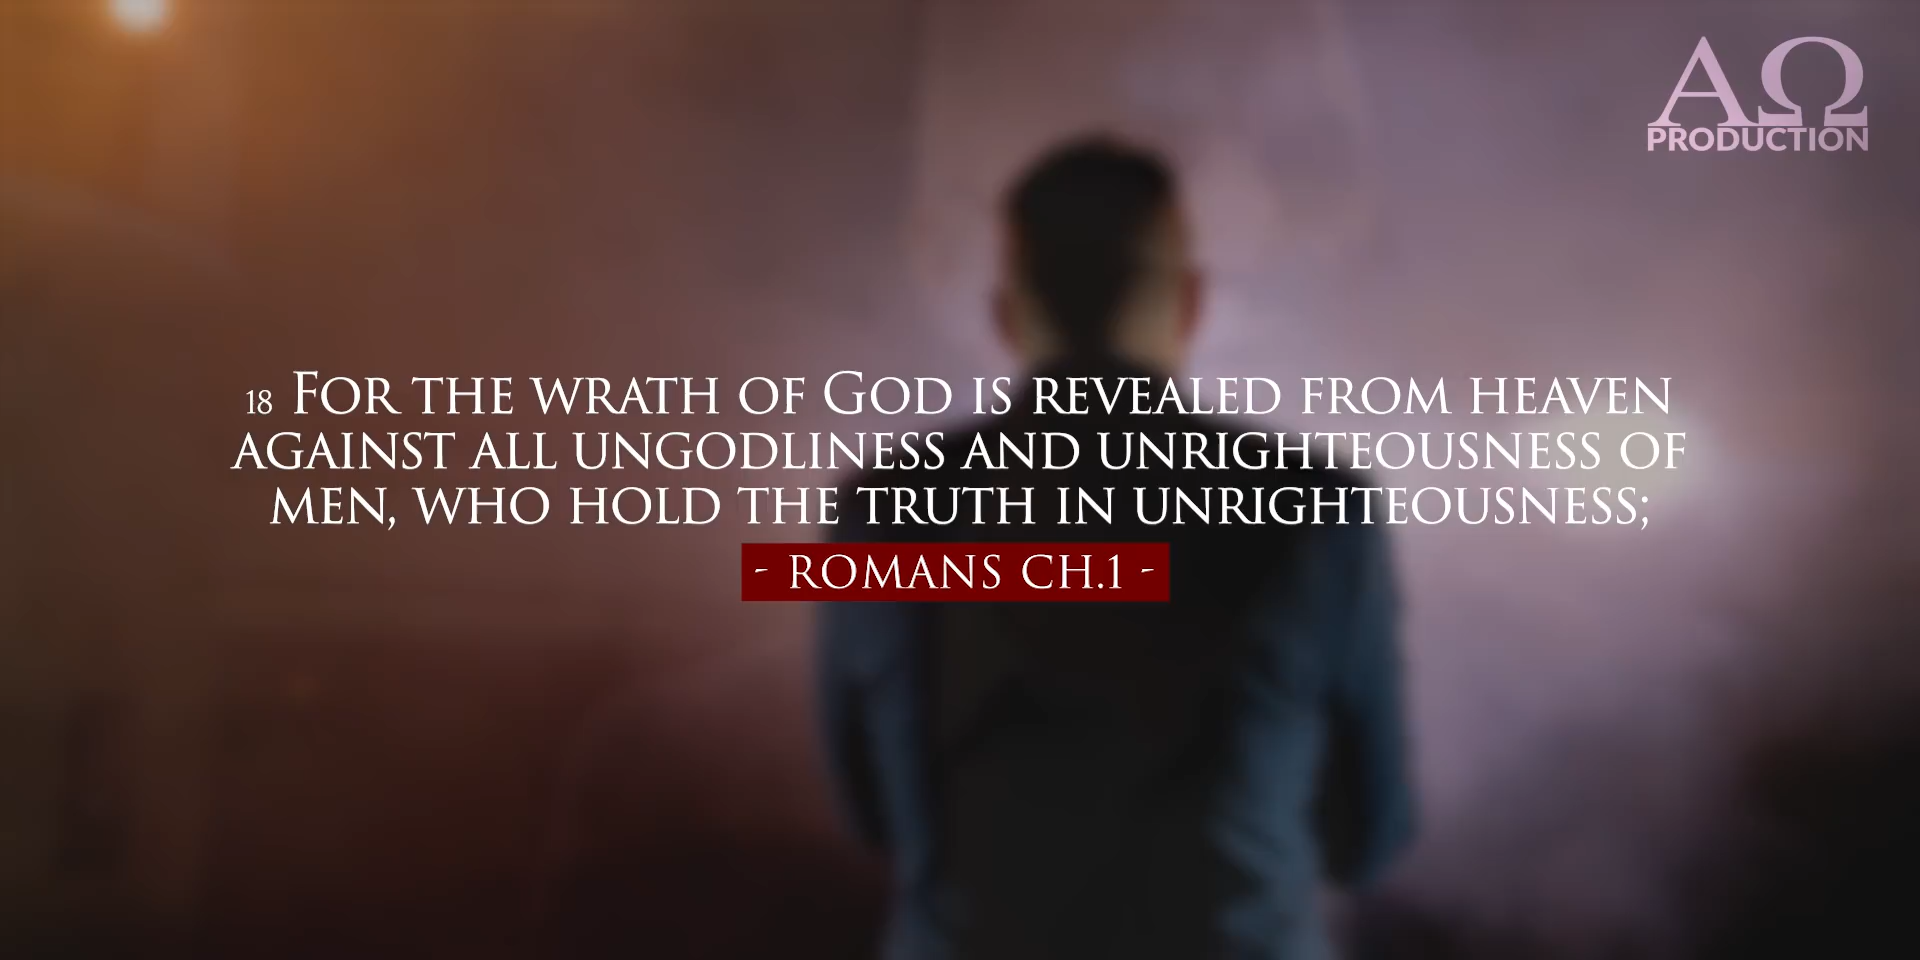 ΑΩ
PRODUCTION
18 For the wrath of God is revealed from heaven
against all ungodliness and unrighteousness of
men, who hold the truth in unrighteousness;
- ROMANS CH.1 -